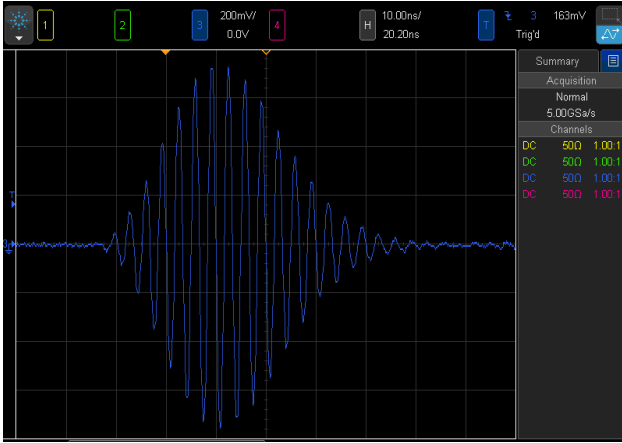 1 2 3 200mV/ 4 H 10.00ns/ T 3 163mV
0.0V 20.20ns Trig'd
Summary
Acquisition
Normal
5.00GSa/s
Channels
DC 50Ω 1.00:1
DC 50Ω 1.00:1
DC 50Ω 1.00:1
DC 50Ω 1.00:1
T
3